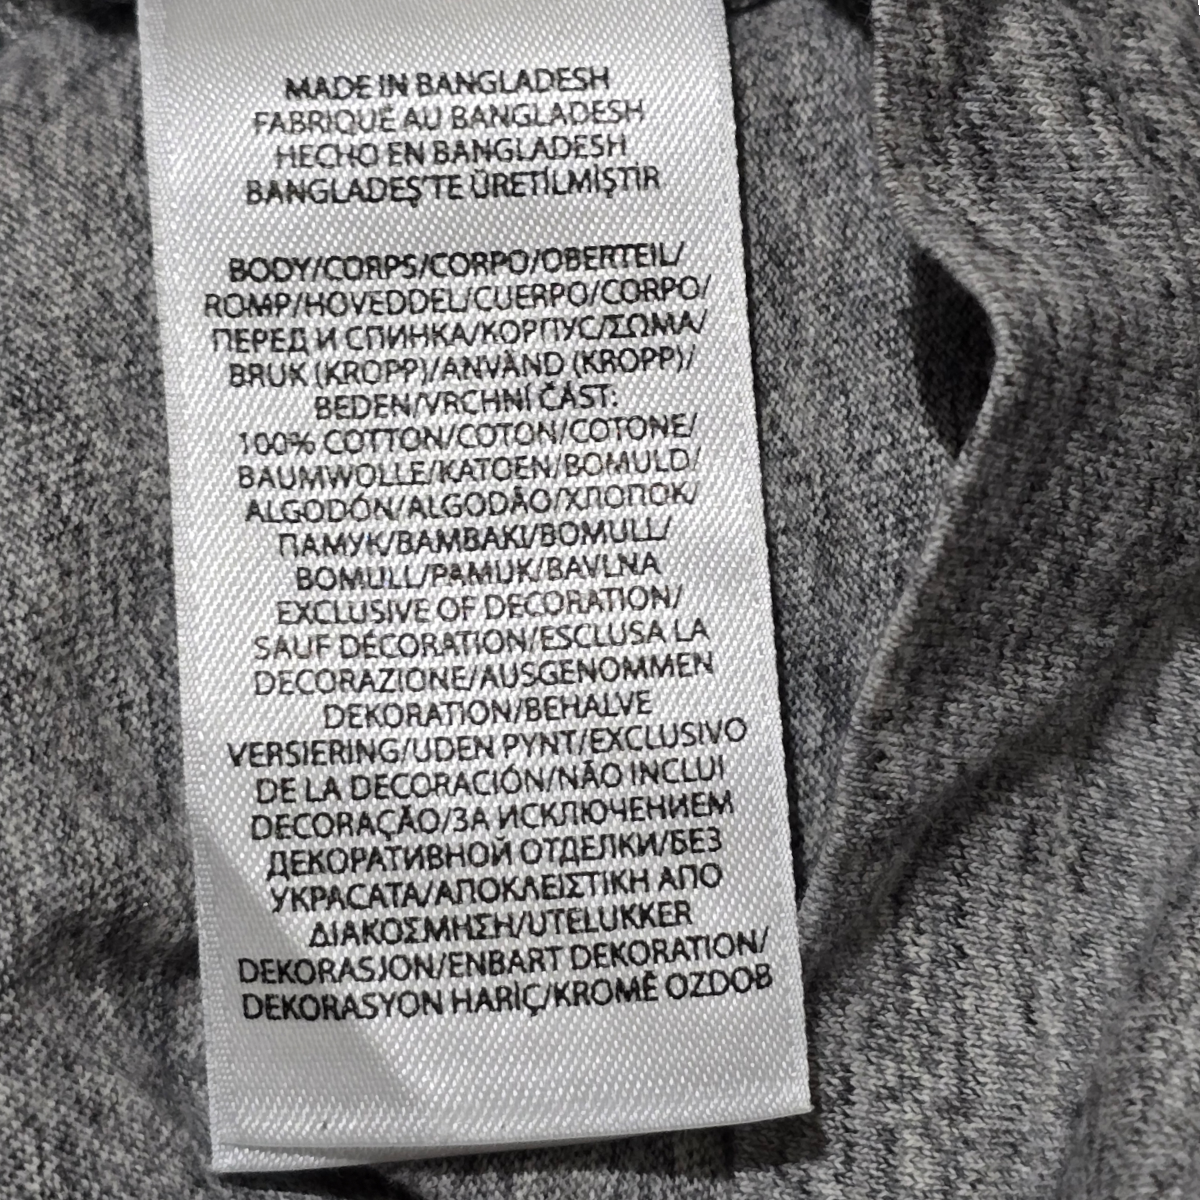 MADE IN BANGLADESH
FABRIQUÉ AU BANGLADESH
HECHO EN BANGLADESH
BANGLADEŞ'TE ÜRETİLMİŞTİR
BODY/CORPS/CORPO/OBERTEIL/
ROMP/HOVEDDEL/CUERPO/CORPO/
ПЕРЕД И СПИНКА/КОРПУС/ΣΩΜΑ/
BRUK (KROPP)/ANVÄND (KROPP)/
BEDEN/VRCHNÍ ČÁST:
100% COTTON/COTON/COTONE/
BAUMWOLLE/KATOEN/BOMULD/
ALGODÓN/ALGODÃO/ХЛОПОК/
ПАМУК/ΒΑΜΒΑΚΙ/BOMULL/
BOMULL/PAMUK/BAVLNA
EXCLUSIVE OF DECORATION/
SAUF DÉCORATION/ESCLUSA LA
DECORAZIONE/AUSGENOMMEN
DEKORATION/BEHALVE
VERSIERING/UDEN PYNT/EXCLUSIVO
DE LA DECORACIÓN/NÃO INCLUI
DECORAÇÃO/ЗА ИСКЛЮЧЕНИЕМ
ДЕКОРАТИВНОЙ ОТДЕЛКИ/БЕЗ
УКРАСАТА/ΑΠΟΚΛΕΙΣΤΙΚΗ ΑΠΟ
ΔΙΑΚΟΣΜΗΣΗ/UTELUKKER
DEKORASJON/ENBART DEKORATION/
DEKORASYON HARİÇ/KROMĚ OZDOB